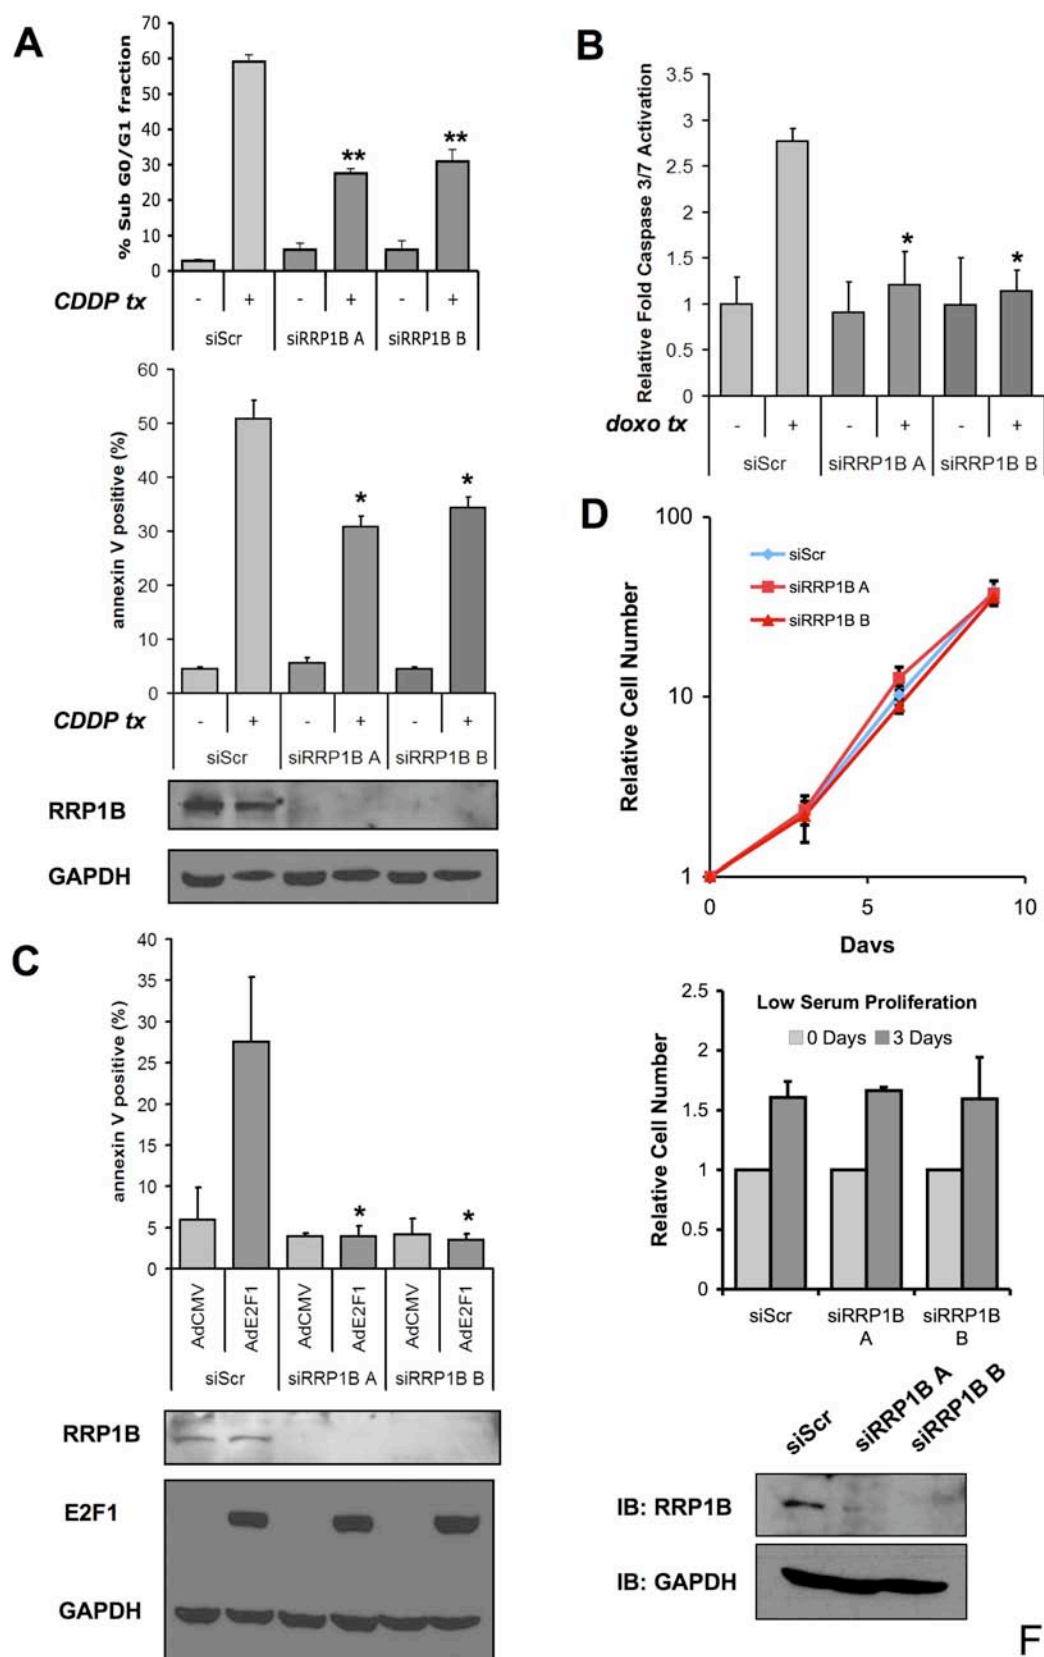 A
% Sub G0/G1 fraction
70
60
50
40
30
20
10
0
** **
CDDP tx - + - + - +
siScr siRRP1B A siRRP1B B
annexin V positive (%)
60
50
40
30
20
10
0
* *
CDDP tx - + - + - +
siScr siRRP1B A siRRP1B B
RRP1B
GAPDH
B
Relative Fold Caspase 3/7 Activation
3.5
3
2.5
2
1.5
1
0.5
0
* *
doxo tx - + - + - +
siScr siRRP1B A siRRP1B B
C
annexin V positive (%)
40
35
30
25
20
15
10
5
0
* *
AdCMV AdE2F1 AdCMV AdE2F1 AdCMV AdE2F1
siScr siRRP1B A siRRP1B B
RRP1B
E2F1
GAPDH
D
Relative Cell Number
100
10
1
siScr
siRRP1B A
siRRP1B B
0 5 10
Days
Relative Cell Number
2.5
2
1.5
1
0.5
0
Low Serum Proliferation
0 Days 3 Days
siScr siRRP1B A siRRP1B B
siScr siRRP1B A siRRP1B B
IB: RRP1B
IB: GAPDH
F